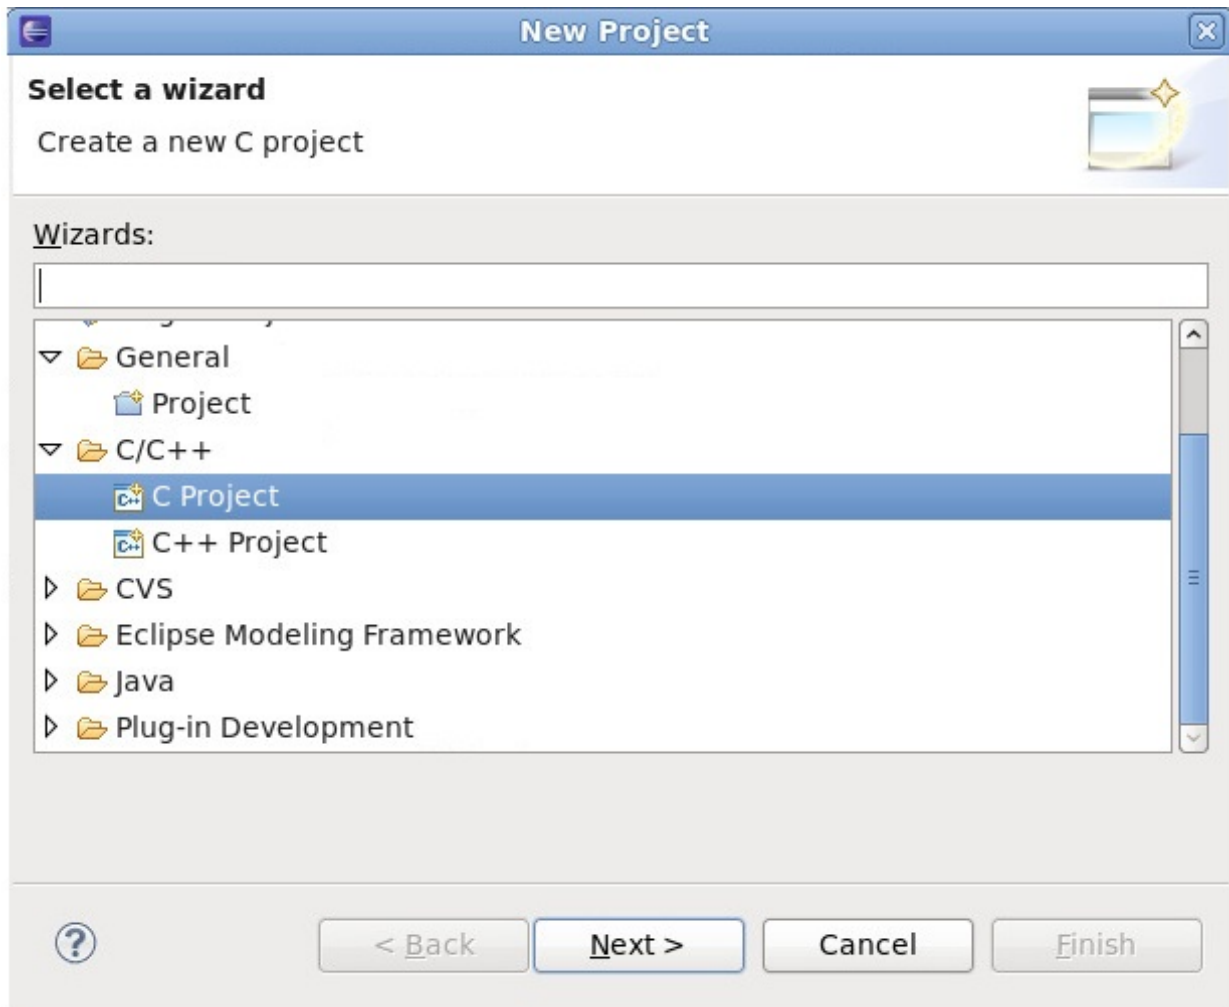 New Project
Select a wizard
Create a new C project
Wizards:
General
Project
C/C++
C Project
C++ Project
CVS
Eclipse Modeling Framework
Java
Plug-in Development
< Back Next > Cancel Finish